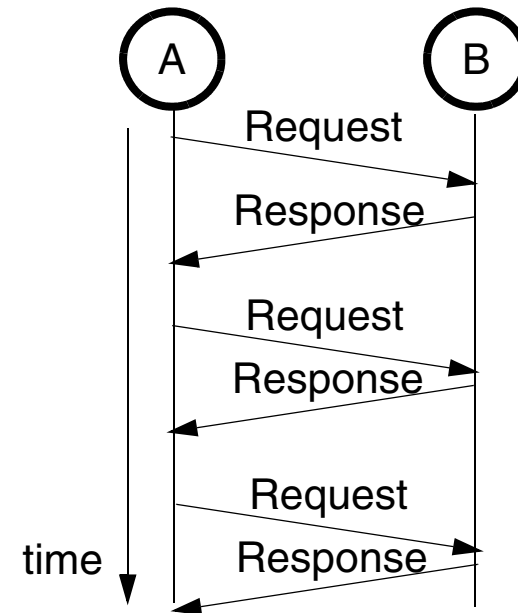 A
B
Request
Response
Request
Response
Request
Response
time